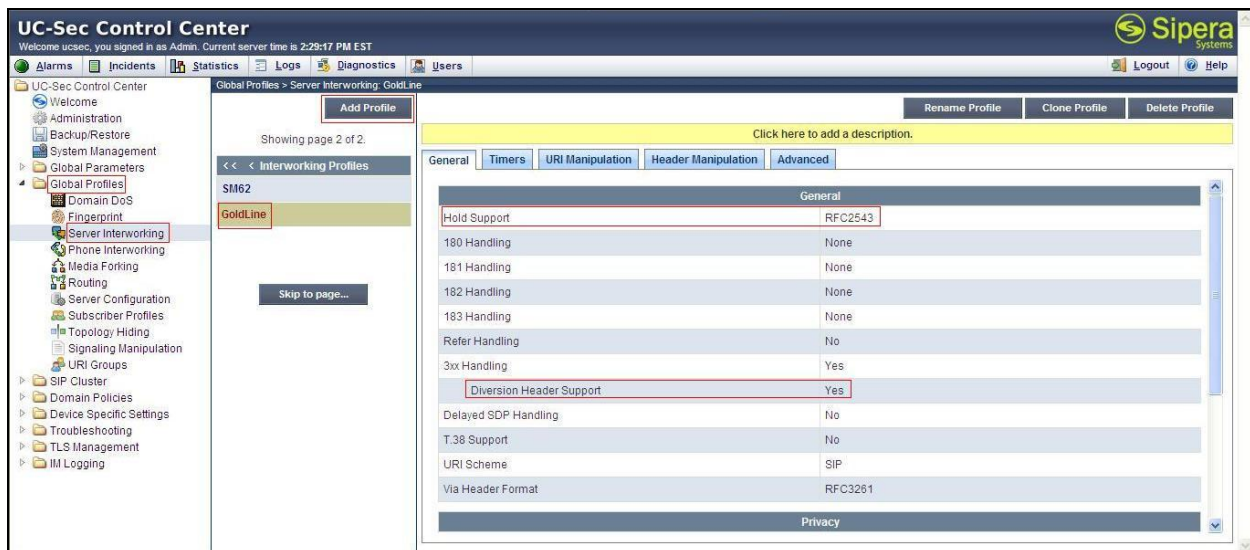 UC-Sec Control Center
Welcome ucsec, you signed in as Admin. Current server time is 2:29:17 PM EST
Sipera
Systems
Alarms Incidents Statistics Logs Diagnostics Users Logout Help
UC-Sec Control Center
Welcome
Administration
Backup/Restore
System Management
Global Parameters
Global Profiles
Domain DoS
Fingerprint
Server Interworking
Phone Interworking
Media Forking
Routing
Server Configuration
Subscriber Profiles
Topology Hiding
Signaling Manipulation
URI Groups
SIP Cluster
Domain Policies
Device Specific Settings
Troubleshooting
TLS Management
IM Logging
Global Profiles > Server Interworking: GoldLine
Add Profile
Showing page 2 of 2.
<< < Interworking Profiles
SM62
GoldLine
Skip to page...
Rename Profile Clone Profile Delete Profile
Click here to add a description.
General Timers URI Manipulation Header Manipulation Advanced
General
Hold Support RFC2543
180 Handling None
181 Handling None
182 Handling None
183 Handling None
Refer Handling No
3xx Handling Yes
Diversion Header Support Yes
Delayed SDP Handling No
T.38 Support No
URI Scheme SIP
Via Header Format RFC3261
Privacy